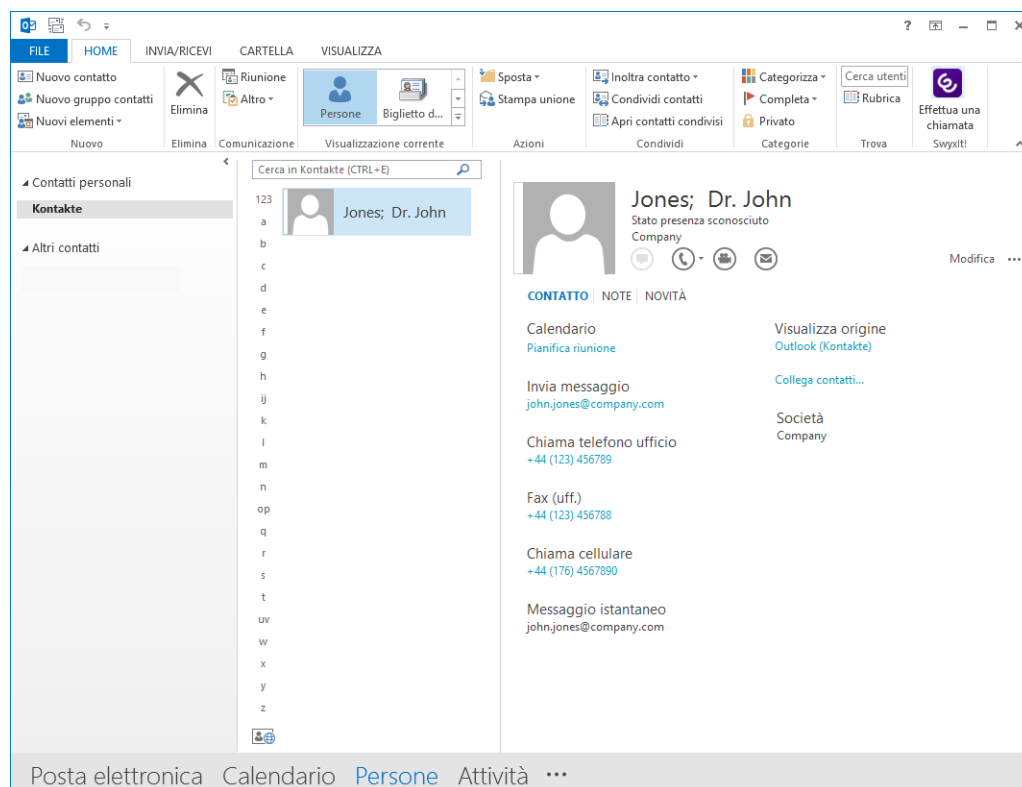 ?
FILE HOME INVIA/RICEVI CARTELLA VISUALIZZA
Nuovo contatto
Nuovo gruppo contatti
Nuovi elementi
Nuovo
Elimina
Elimina
Riunione
Altro
Comunicazione
Persone
Biglietto d...
Visualizzazione corrente
Sposta
Stampa unione
Azioni
Inoltra contatto
Condividi contatti
Apri contatti condivisi
Condividi
Categorizza
Completa
Privato
Categorie
Cerca utenti
Rubrica
Trova
Effettua una
chiamata
SwyxIt!
Contatti personali
Kontakte
Altri contatti
Cerca in Kontakte (CTRL+E)
123
a
b
c
d
e
f
g
h
ij
k
l
m
n
op
q
r
s
t
uv
w
x
y
z
Jones; Dr. John
Jones; Dr. John
Stato presenza sconosciuto
Company
Modifica ...
CONTATTO NOTE NOVITÀ
Calendario
Pianifica riunione
Invia messaggio
john.jones@company.com
Chiama telefono ufficio
+44 (123) 456789
Fax (uff.)
+44 (123) 456788
Chiama cellulare
+44 (176) 4567890
Messaggio istantaneo
john.jones@company.com
Visualizza origine
Outlook (Kontakte)
Collega contatti...
Società
Company
Posta elettronica Calendario Persone Attività ...